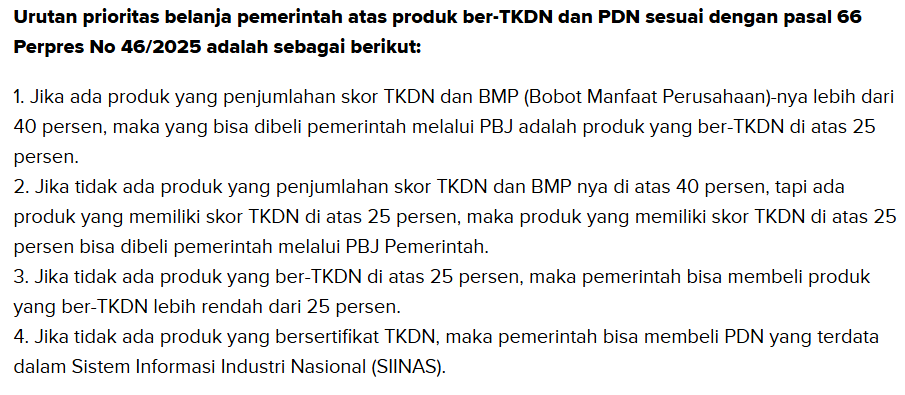 Urutan prioritas belanja pemerintah atas produk ber-TKDN dan PDN sesuai dengan pasal 66
Perpres No 46/2025 adalah sebagai berikut:
1. Jika ada produk yang penjumlahan skor TKDN dan BMP (Bobot Manfaat Perusahaan)-nya lebih dari
40 persen, maka yang bisa dibeli pemerintah melalui PBJ adalah produk yang ber-TKDN di atas 25
persen.
2. Jika tidak ada produk yang penjumlahan skor TKDN dan BMP nya di atas 40 persen, tapi ada
produk yang memiliki skor TKDN di atas 25 persen, maka produk yang memiliki skor TKDN di atas 25
persen bisa dibeli pemerintah melalui PBJ Pemerintah.
3. Jika tidak ada produk yang ber-TKDN di atas 25 persen, maka pemerintah bisa membeli produk
yang ber-TKDN lebih rendah dari 25 persen.
4. Jika tidak ada produk yang bersertifikat TKDN, maka pemerintah bisa membeli PDN yang terdata
dalam Sistem Informasi Industri Nasional (SIINAS).